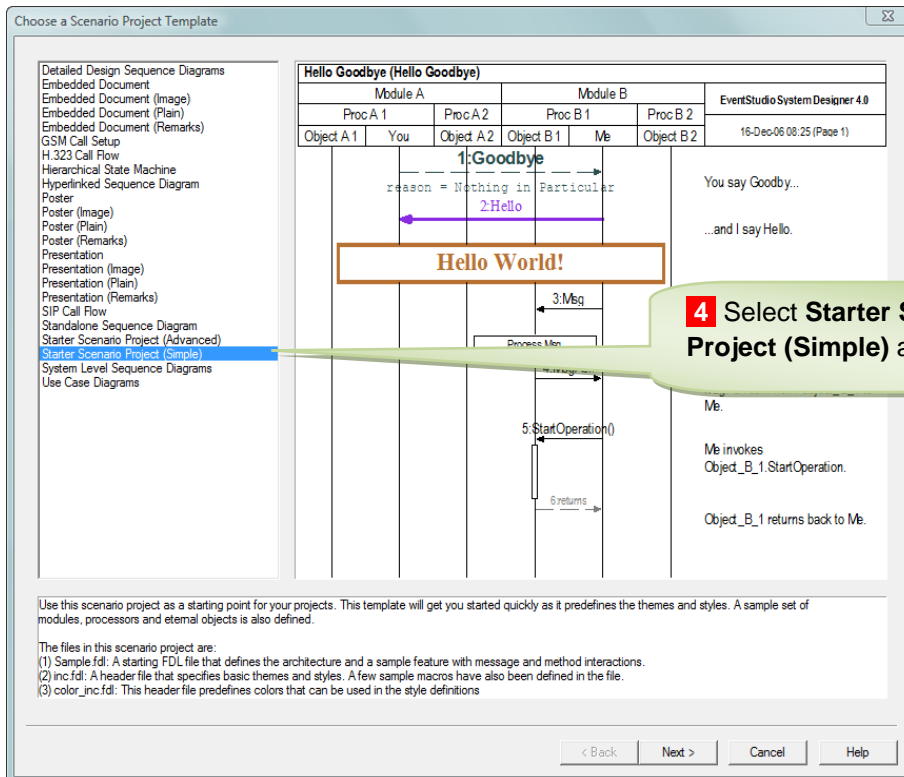 Choose a Scenario Project Template
Detailed Design Sequence Diagrams
Embedded Document
Embedded Document (Image)
Embedded Document (Plain)
Embedded Document (Remarks)
GSM Call Setup
H.323 Call Flow
Hierarchical State Machine
Hyperlinked Sequence Diagram
Poster
Poster (Image)
Poster (Plain)
Poster (Remarks)
Presentation
Presentation (Image)
Presentation (Plain)
Presentation (Remarks)
SIP Call Flow
Standalone Sequence Diagram
Starter Scenario Project (Advanced)
Starter Scenario Project (Simple)
System Level Sequence Diagrams
Use Case Diagrams
Hello Goodbye (Hello Goodbye)
Module A Module B
EventStudio System Designer 4.0
Proc A 1 Proc A 2 Proc B 1 Proc B 2
Object A 1 You Object A 2 Object B 1 Me Object B 2
16-Dec-06 08:25 (Page 1)
1:Goodbye
reason = Nothing in Particular
You say Goodby...
2:Hello
...and I say Hello.
Hello World!
3:Msg
4 Select Starter S
Project (Simple) a
Process Msg
Me.
5:StartOperation()
Me invokes
Object_B_1.StartOperation.
6:returns
Object_B_1 returns back to Me.
Use this scenario project as a starting point for your projects. This template will get you started quickly as it predefines the themes and styles. A sample set of
modules, processors and eternal objects is also defined.
The files in this scenario project are:
(1) Sample.fdl: A starting FDL file that defines the architecture and a sample feature with message and method interactions.
(2) inc.fdl: A header file that specifies basic themes and styles. A few sample macros have also been defined in the file.
(3) color_inc.fdl: This header file predefines colors that can be used in the style definitions
< Back Next > Cancel Help